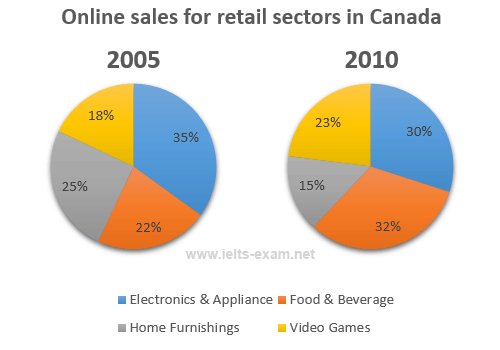 Online sales for retail sectors in Canada
2005 2010
18% 35% 25% 22%
23% 30% 15% 32%
www.ielts-exam.net
Electronics & Appliance Food & Beverage
Home Furnishings Video Games